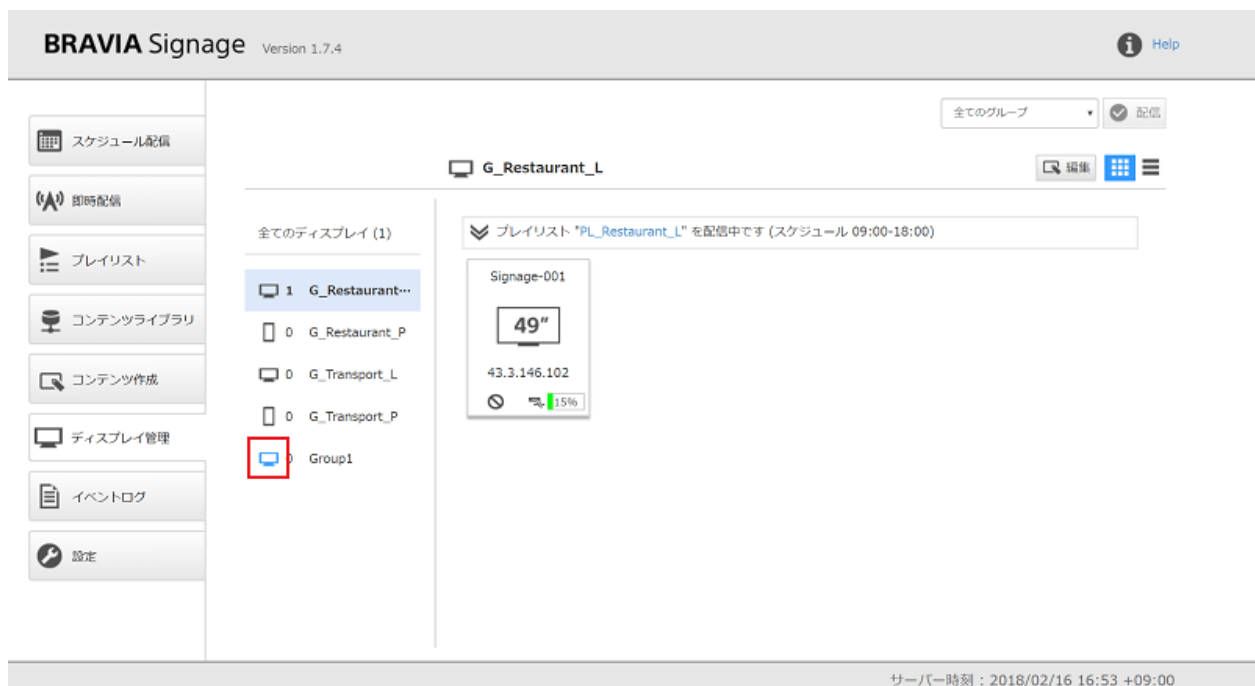 BRAVIA Signage Version 1.7.4
Help
全てのグループ
配信
スケジュール配信
即時配信
プレイリスト
コンテンツライブラリ
コンテンツ作成
ディスプレイ管理
イベントログ
設定
G_Restaurant_L
編集
全てのディスプレイ (1)
1 G_Restaurant…
0 G_Restaurant_P
0 G_Transport_L
0 G_Transport_P
0 Group1
プレイリスト "PL_Restaurant_L" を配信中です (スケジュール 09:00-18:00)
Signage-001
49"
43.3.146.102
15%
サーバー時刻 : 2018/02/16 16:53 +09:00